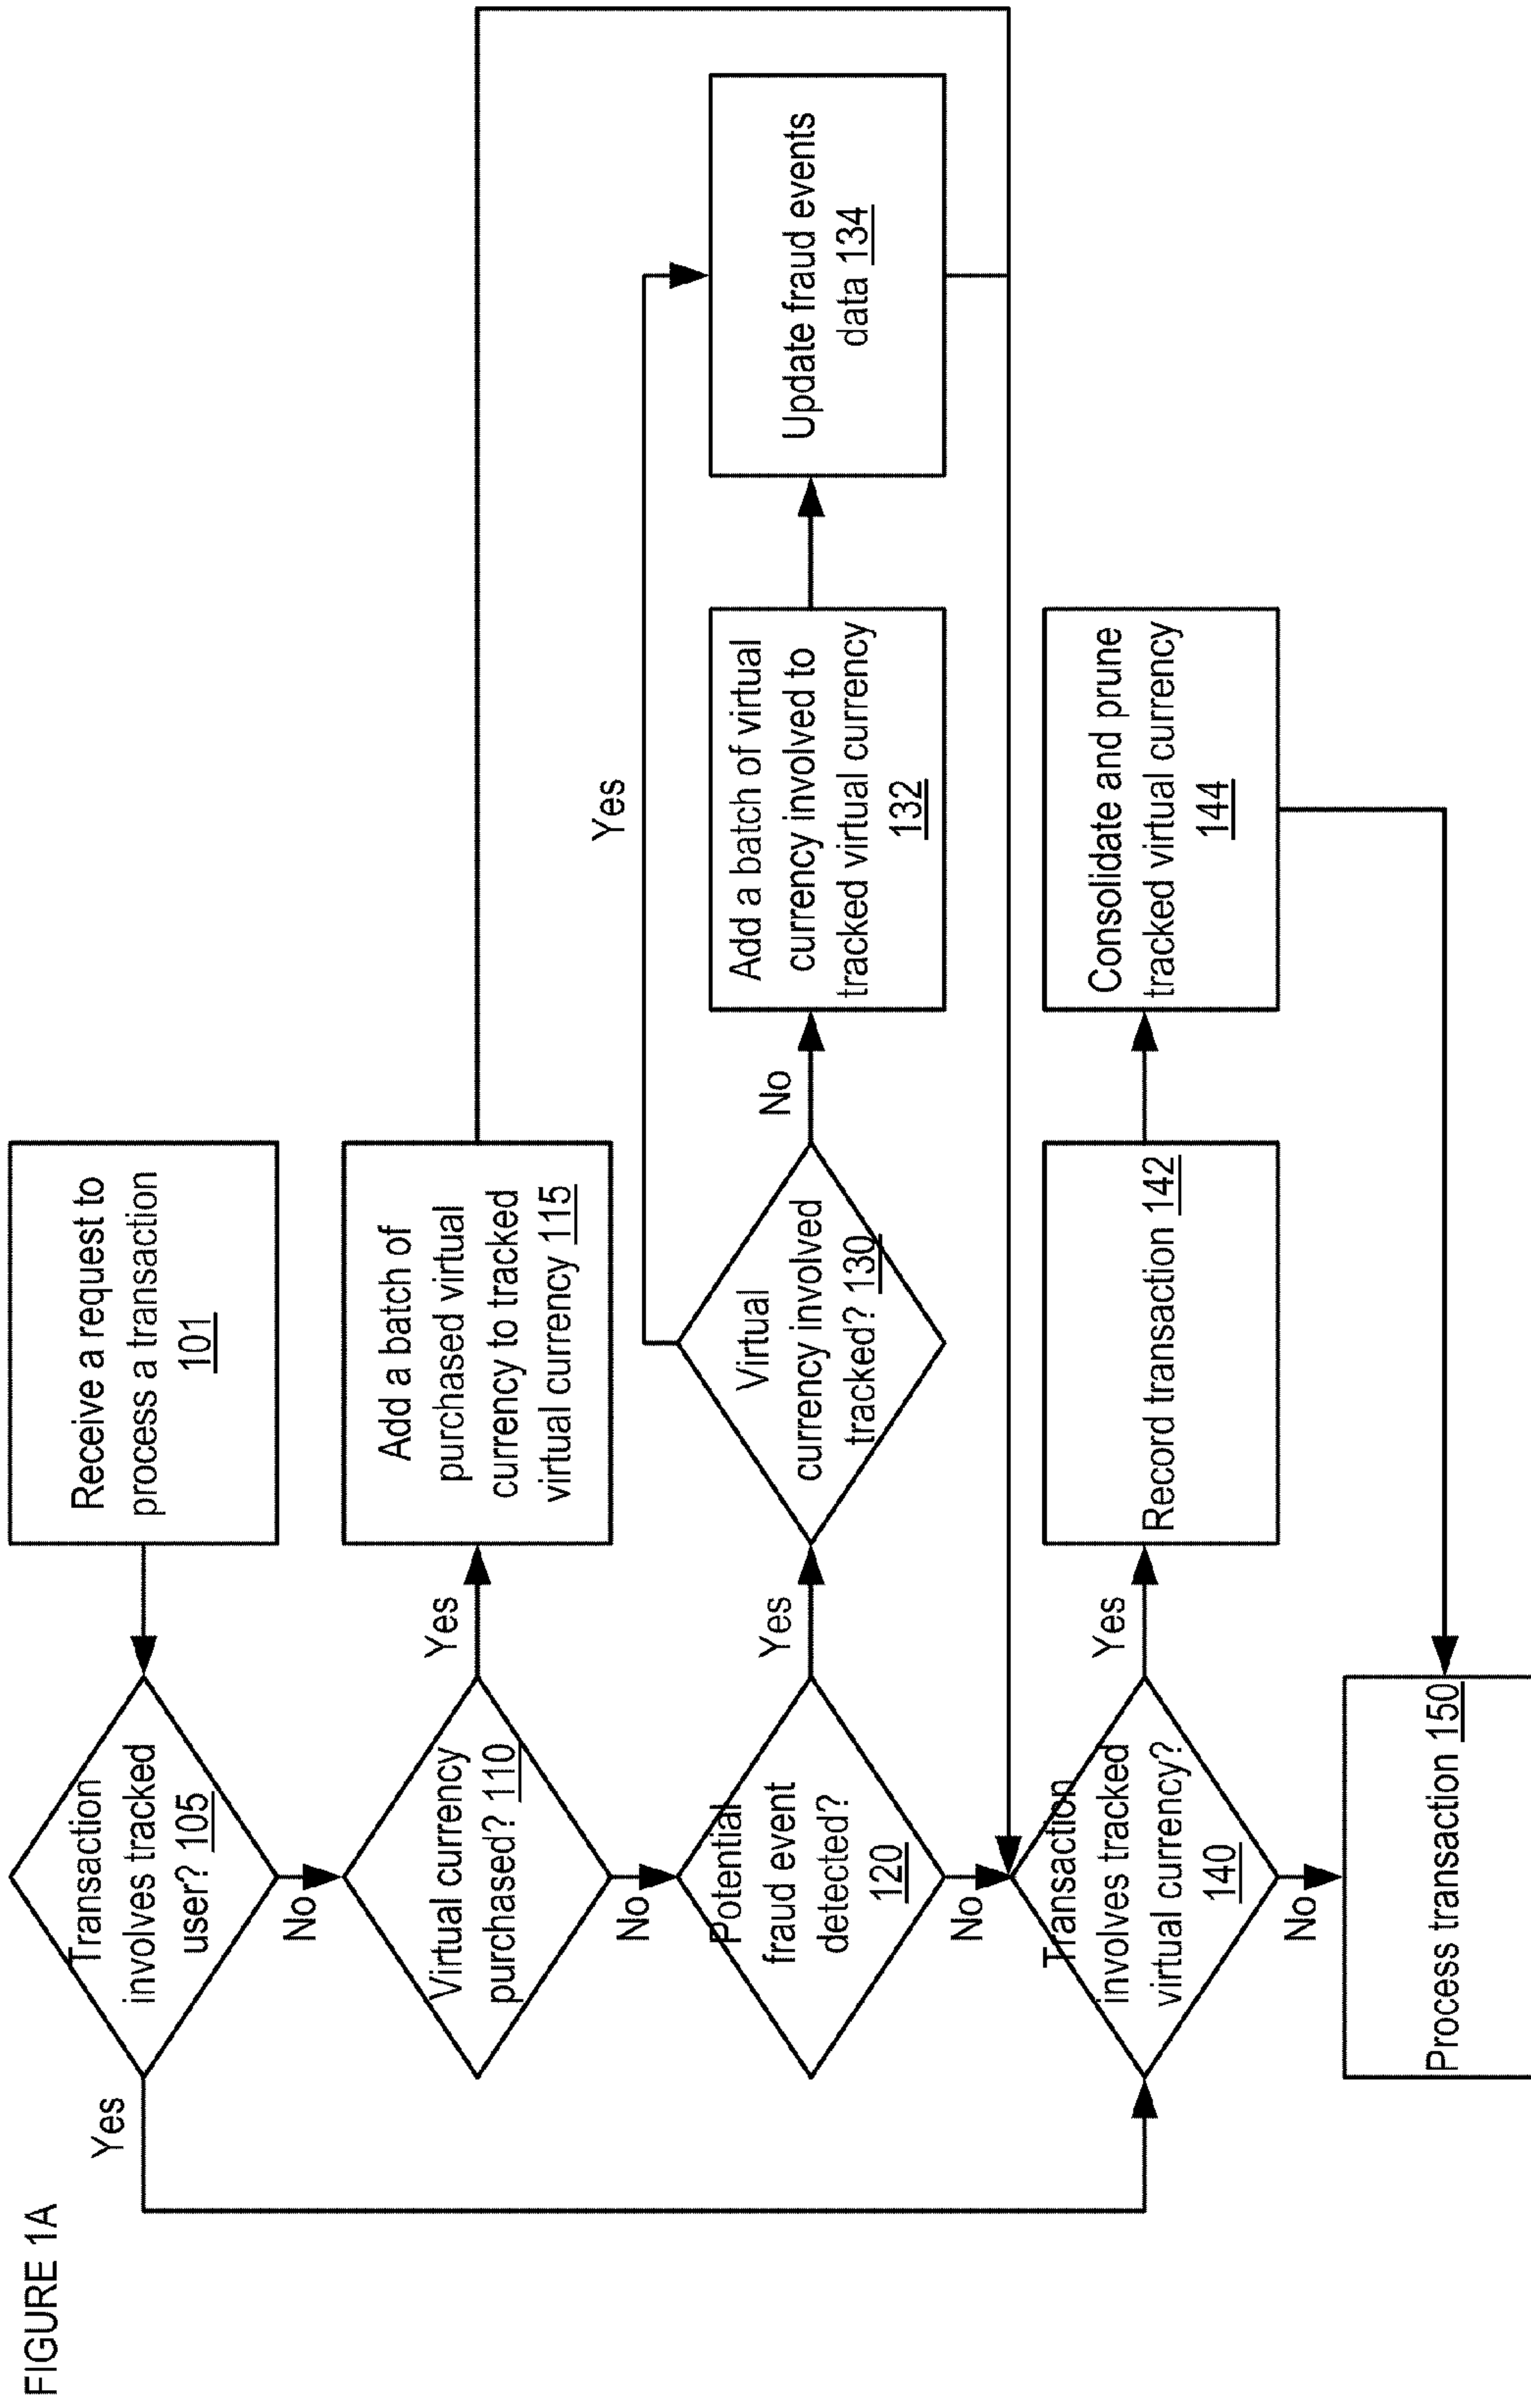 FIGURE 1A
Receive a request to
process a transaction
101
Yes
Transaction
involves tracked
user? 105
No
Virtual currency
purchased? 110
Yes
Add a batch of
purchased virtual
currency to tracked
virtual currency 115
No
Potential
fraud event
detected?
120
Yes
Virtual
currency involved
tracked? 130
Yes
No
Add a batch of virtual
currency involved to
tracked virtual currency
132
Update fraud events
data 134
No
Transaction
involves tracked
virtual currency?
140
Yes
Record transaction 142
Consolidate and prune
tracked virtual currency
144
No
Process transaction 150